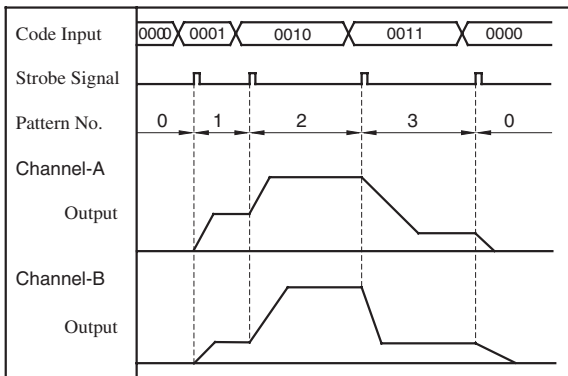 Code Input 0000 0001 0010 0011 0000
Strobe Signal
Pattern No. 0 1 2 3 0
Channel-A
Output
Channel-B
Output